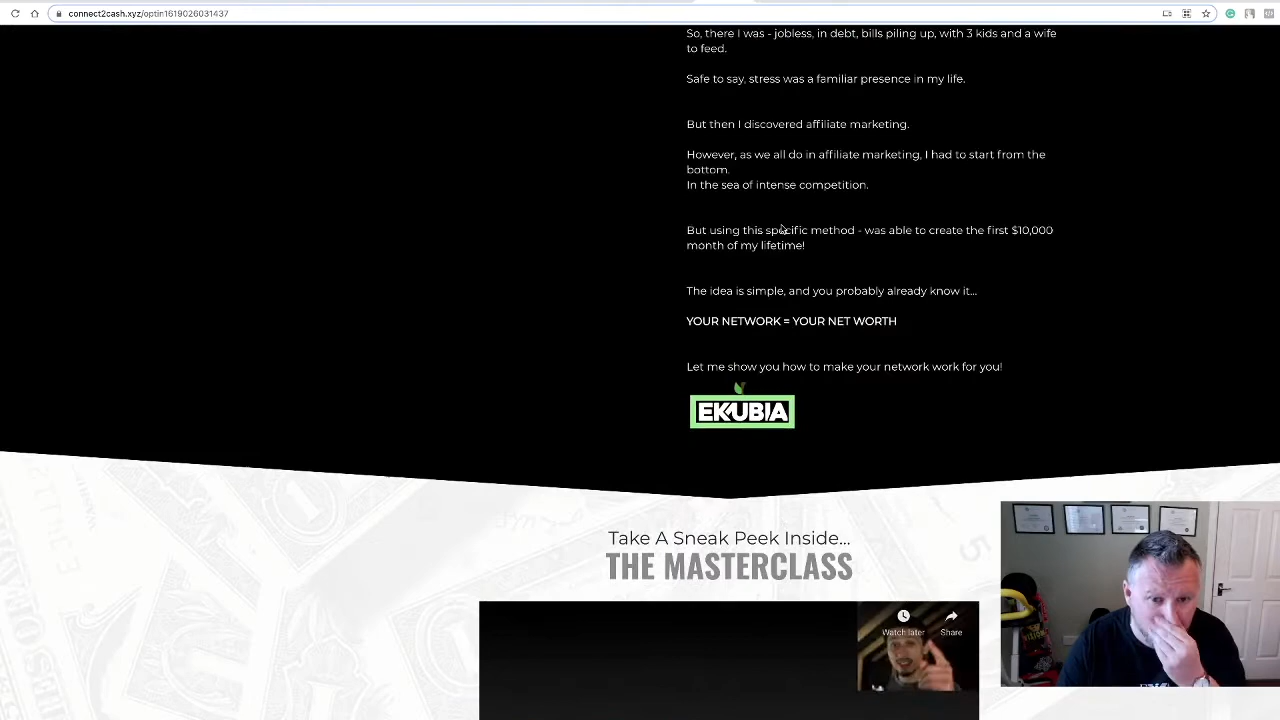 connect2cash.xyz/optin1619026031437
So, there I was - jobless, in debt, bills piling up, with 3 kids and a wife
to feed.
Safe to say, stress was a familiar presence in my life.
But then I discovered affiliate marketing.
However, as we all do in affiliate marketing, I had to start from the
bottom.
In the sea of intense competition.
But using this specific method - was able to create the first $10,000
month of my lifetime!
The idea is simple, and you probably already know it...
YOUR NETWORK = YOUR NET WORTH
Let me show you how to make your network work for you!
EKUBIA
Take A Sneak Peek Inside...
THE MASTERCLASS
Watch later
Share